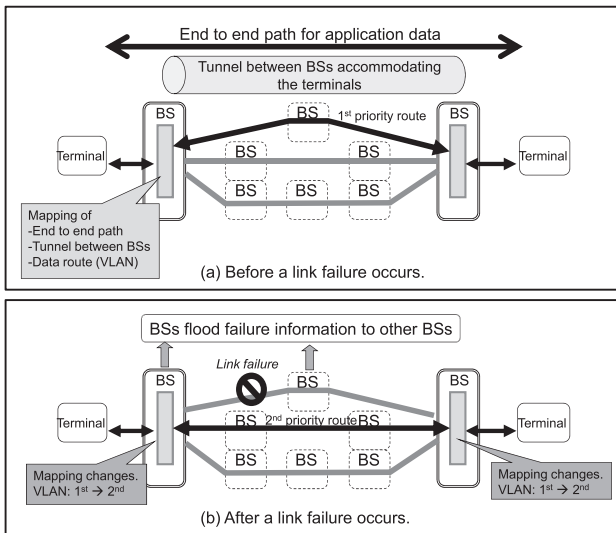 End to end path for application data
Tunnel between BSs accommodating
the terminals
BS
BS
1st priority route
BS
Terminal
BS
BS
Terminal
BS
BS
BS
Mapping of
-End to end path
-Tunnel between BSs
-Data route (VLAN)
(a) Before a link failure occurs.
BSs flood failure information to other BSs
Link failure
BS
BS
BS
Terminal
BS
2nd priority route
BS
Terminal
BS
BS
BS
Mapping changes.
VLAN: 1st → 2nd
Mapping changes.
VLAN: 1st → 2nd
(b) After a link failure occurs.